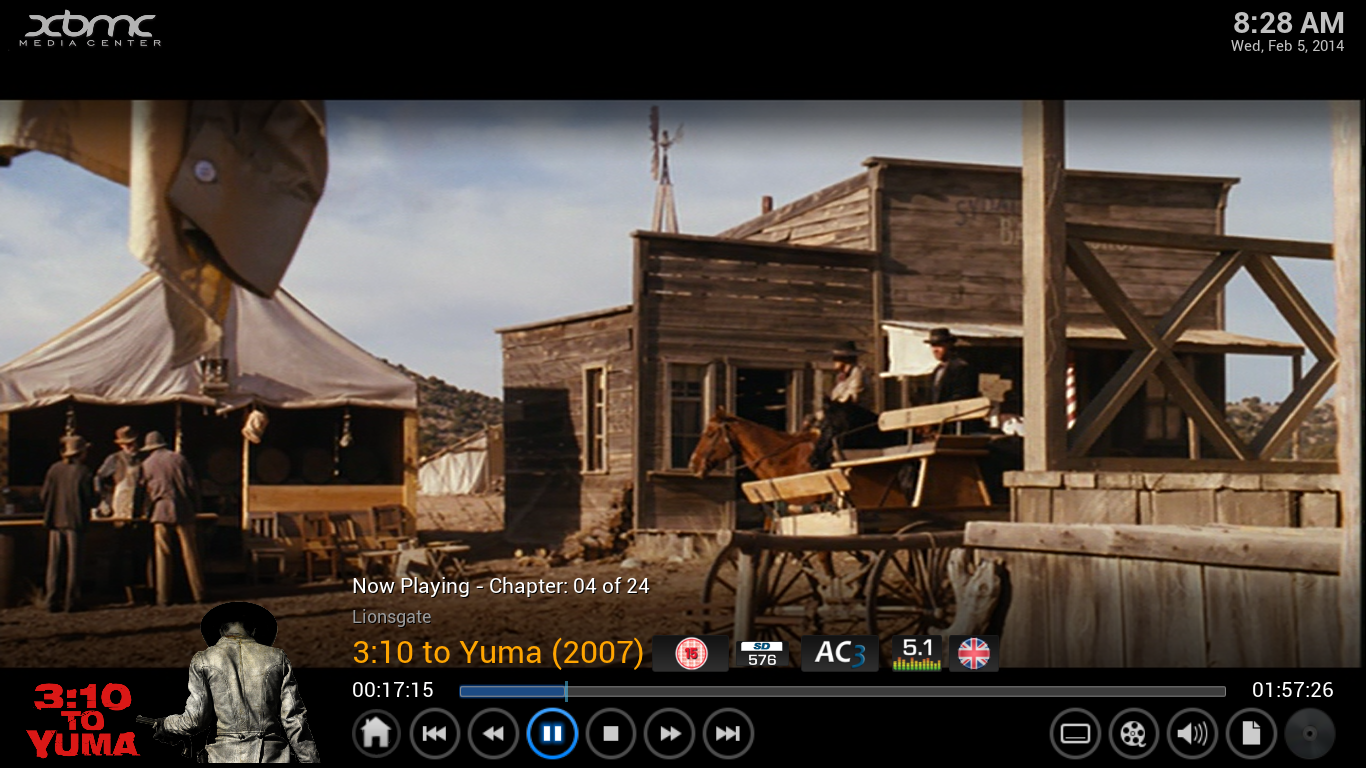 xbmc
MEDIA CENTER
8:28 AM
Wed, Feb 5, 2014
Now Playing - Chapter: 04 of 24
Lionsgate
3:10 to Yuma (2007)
15
SD
576
AC3
5.1
00:17:15
01:57:26
3:10
TO
YUMA